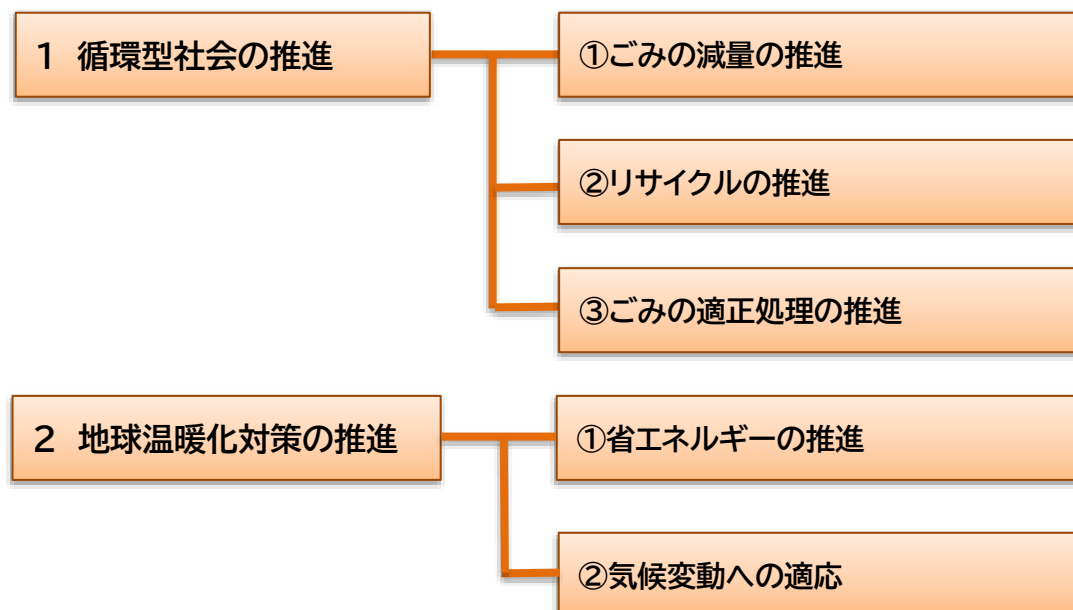 1 循環型社会の推進
①ごみの減量の推進
②リサイクルの推進
③ごみの適正処理の推進
2 地球温暖化対策の推進
①省エネルギーの推進
②気候変動への適応